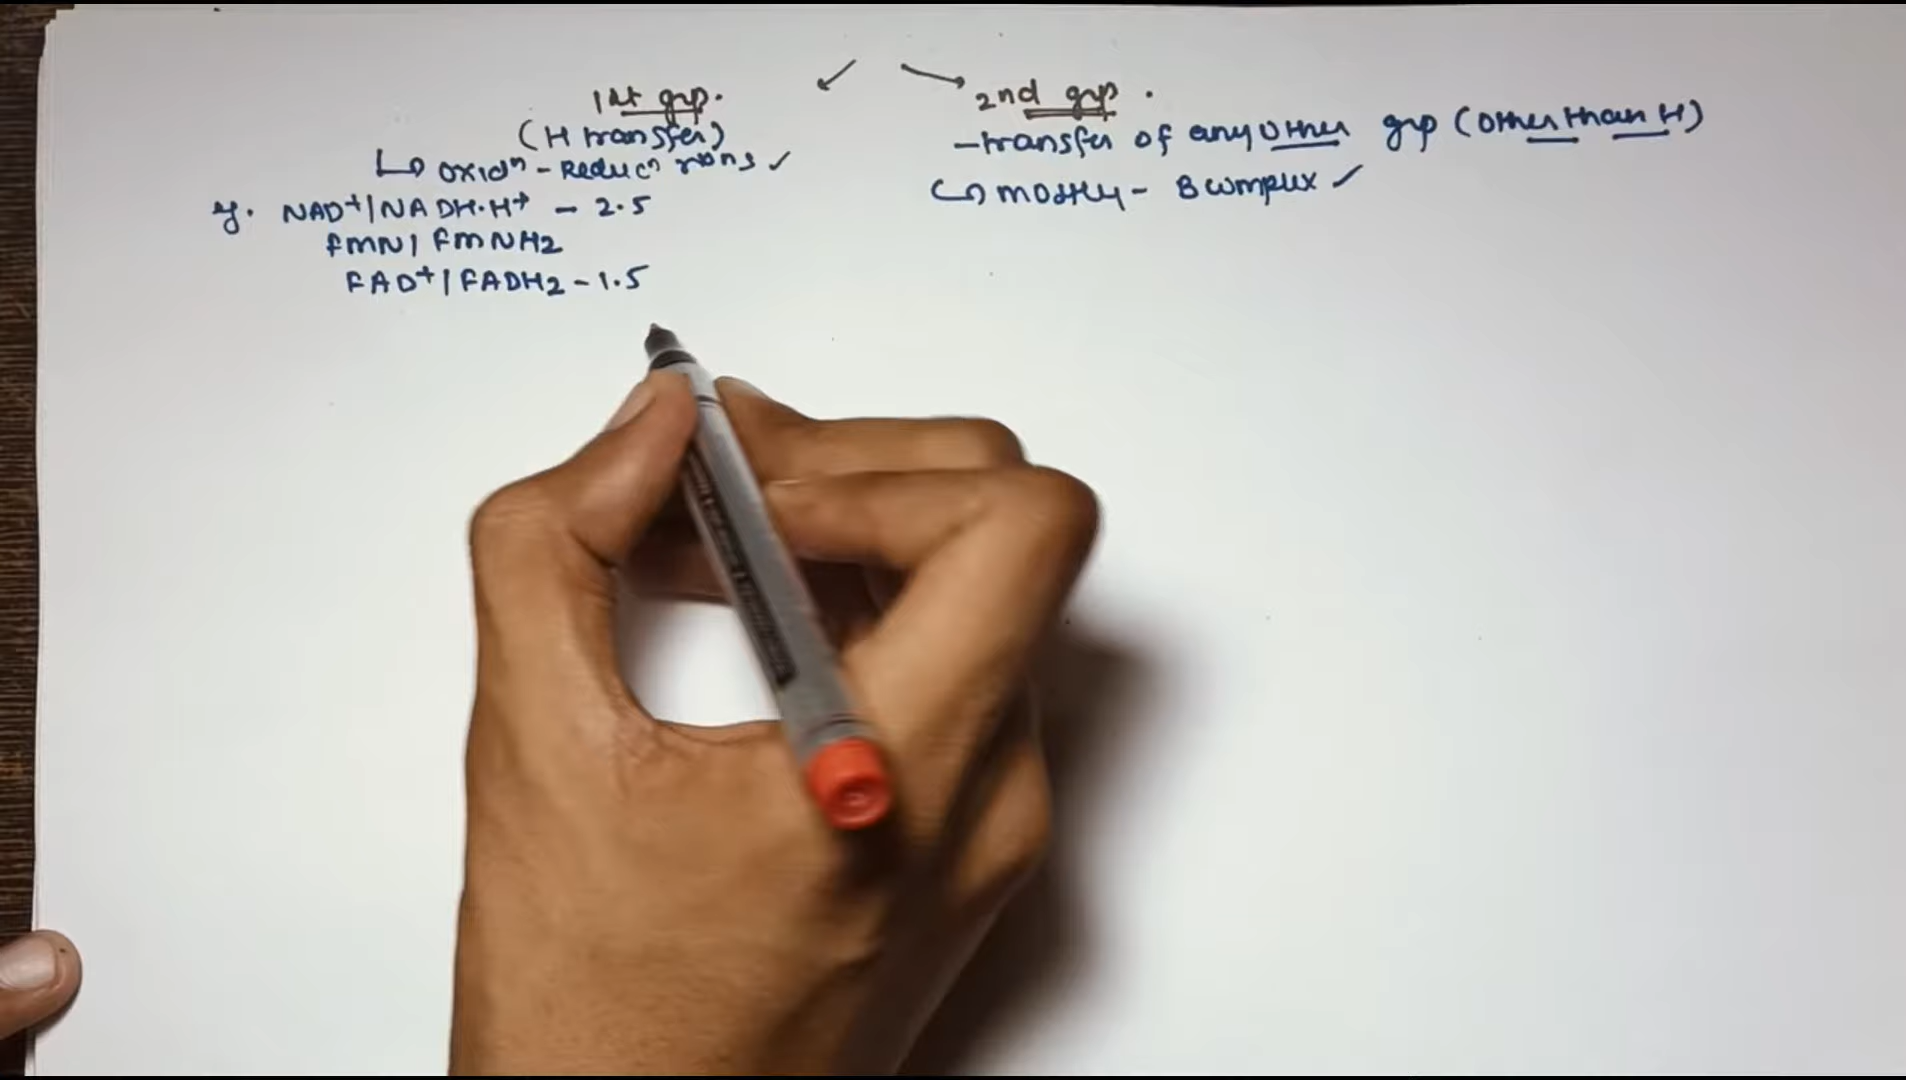 1st grp.
(H transfer)
↳ oxidⁿ - Reducⁿ rxns ✓
eg. NAD+/NADH.H+ - 2.5
FMN/FMNH2
FAD+/FADH2 - 1.5
2nd grp.
- transfer of any other grp (other than H)
↳ mostly - B complex ✓